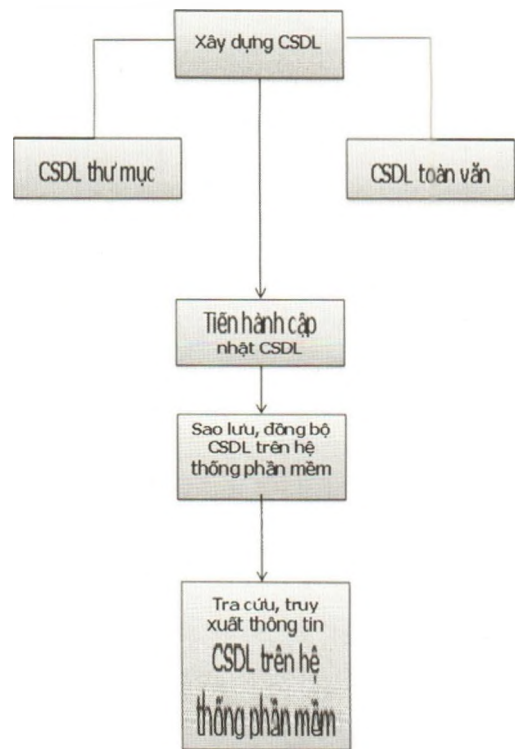 Xây dựng CSDL
CSDL thư mục
CSDL toàn văn
Tiến hành cập
nhật CSDL
Sao lưu, đồng bộ
CSDL trên hệ
thống phần mềm
Tra cứu, truy
xuất thông tin
CSDL trên hệ
thống phần mềm